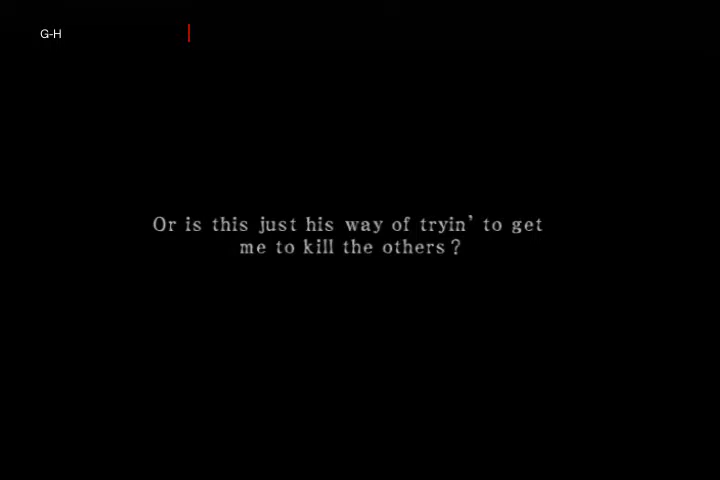 G-H
Or is this just his way of tryin’ to get
me to kill the others?